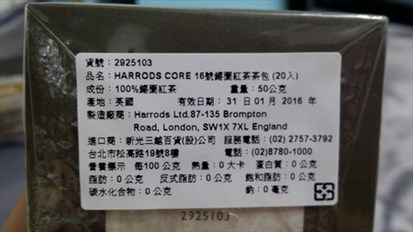 貨號：2925103
品名：HARRODS CORE 16號錫蘭紅茶茶包 (20入)
成份：100%錫蘭紅茶 重量：50公克
產地：英國 有效日期： 31 日 01 月 2016 年
製造廠商：Harrods Ltd.87-135 Brompton
Road, London, SW1X 7XL England
進口商：新光三越百貨(股)公司 服務電話：(02) 2757-3792
台北市松高路19號8樓 電話：(02)8780-1000
營養標示 每100公克 熱量：0 大卡 蛋白質：0 公克
脂肪：0 公克 反式脂肪：0 公克 飽和脂肪：0 公克
碳水化合物：0 公克 鈉：0 毫克
2925103